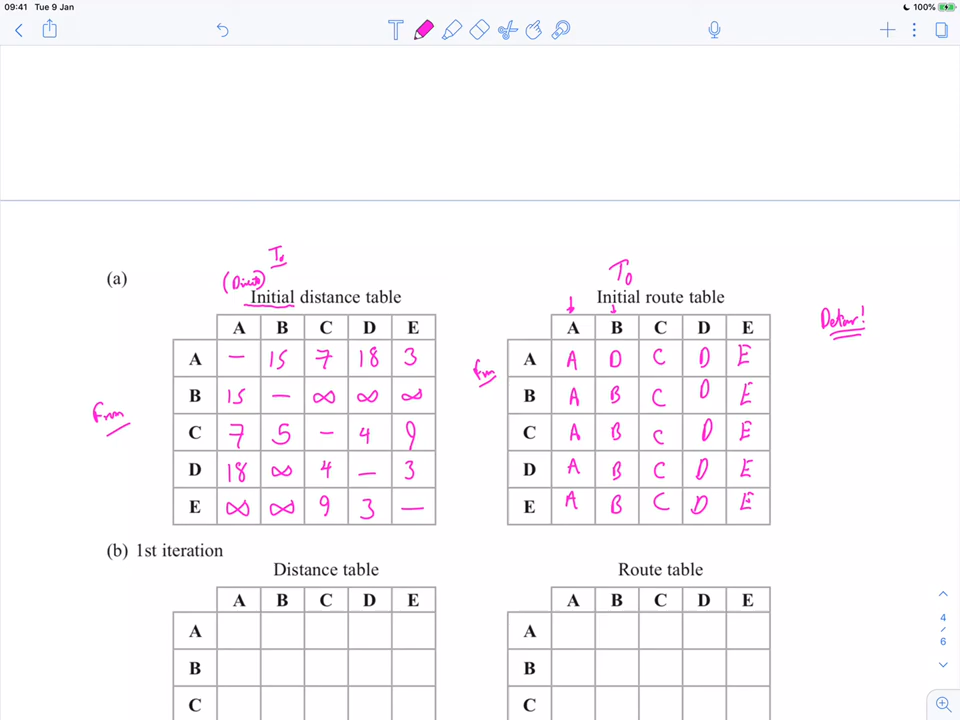 09:41 Tue 9 Jan
100%
T
To
(a)
(Direct)
To
Initial distance table
Initial route table
Detour!
A B C D E
A B C D E
A - 15 7 18 3
From
A A D C D E
B 15 - ∞ ∞ ∞
B A B C D E
From
C 7 5 - 4 9
C A B C D E
D 18 ∞ 4 - 3
D A B C D E
E ∞ ∞ 9 3 -
E A B C D E
(b) 1st iteration
Distance table
Route table
A B C D E
A B C D E
A
A
B
B
C
C
4
/
6